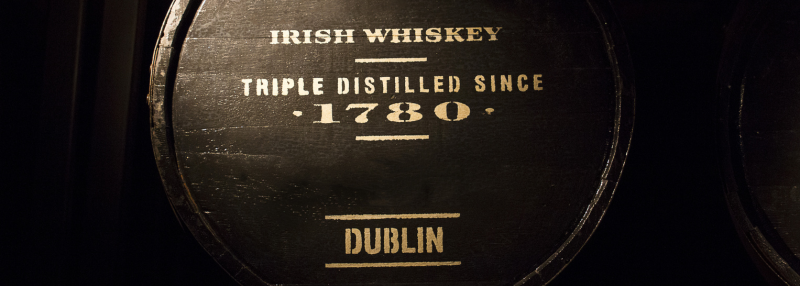 IRISH WHISKEY
TRIPLE DISTILLED SINCE
· 1780 ·
DUBLIN